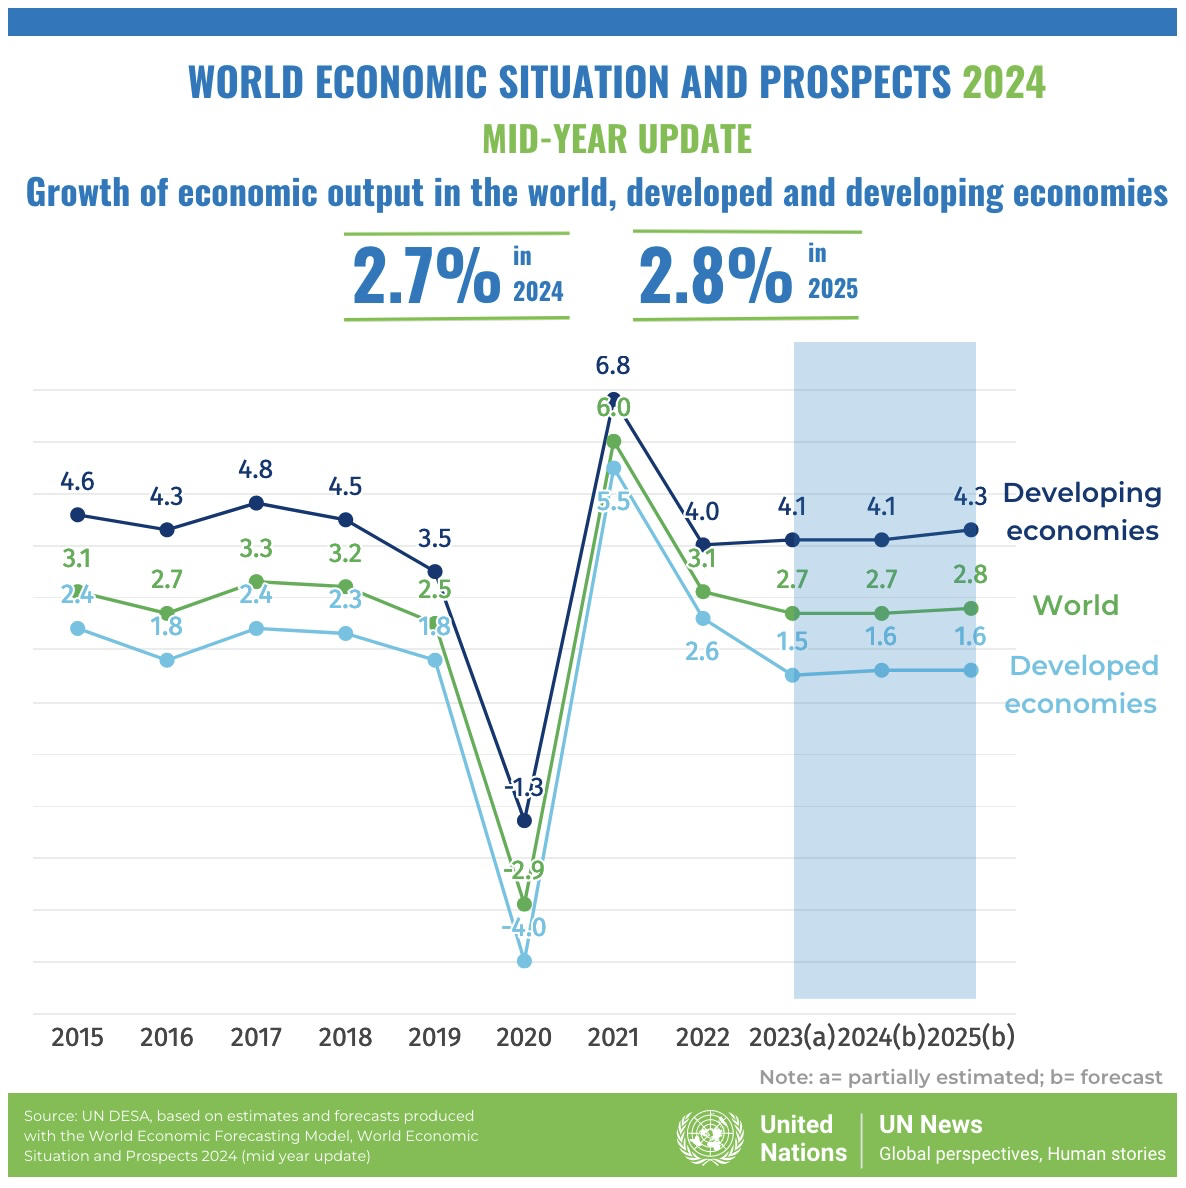 WORLD ECONOMIC SITUATION AND PROSPECTS 2024
MID-YEAR UPDATE
Growth of economic output in the world, developed and developing economies
2.7% in 2024
2.8% in 2025
6.8
6.0
5.5
4.6
4.3
4.8
4.5
3.5
4.0
4.1
4.1
4.3
Developing
economies
3.1
2.7
3.3
3.2
2.5
3.1
2.7
2.7
2.8
World
2.4
1.8
2.4
2.3
1.8
2.6
1.5
1.6
1.6
Developed
economies
-1.3
-2.9
-4.0
2015 2016 2017 2018 2019 2020 2021 2022 2023(a) 2024(b) 2025(b)
Note: a= partially estimated; b= forecast
Source: UN DESA, based on estimates and forecasts produced
with the World Economic Forecasting Model, World Economic
Situation and Prospects 2024 (mid year update)
United
Nations
UN News
Global perspectives, Human stories